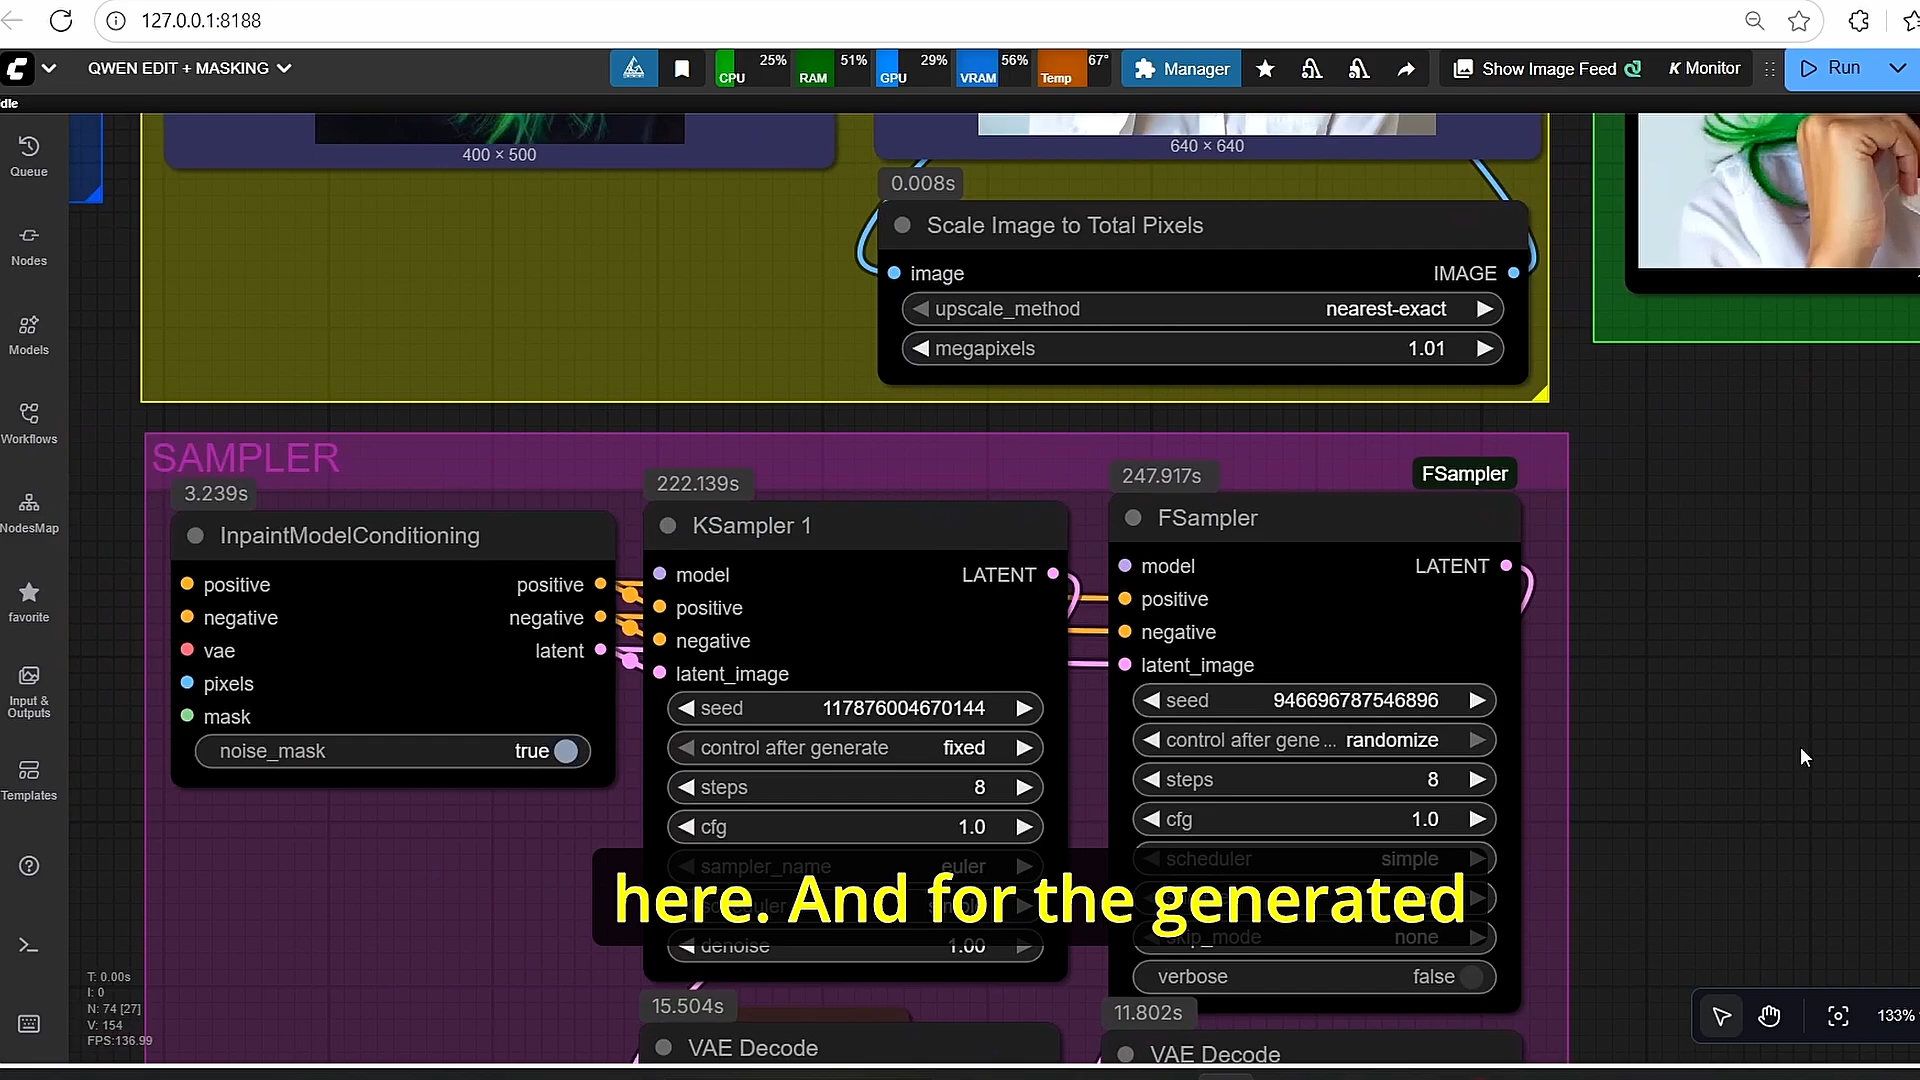 127.0.0.1:8188
QWEN EDIT + MASKING
CPU 25%
RAM 51%
GPU 29%
VRAM 56%
Temp 67°
Manager
Show Image Feed
Monitor
Run
dle
Queue
Nodes
Models
Workflows
NodesMap
favorite
Input &
Outputs
Templates
400 × 500
640 × 640
0.008s
Scale Image to Total Pixels
image IMAGE
upscale_method nearest-exact
megapixels 1.01
SAMPLER
3.239s
InpaintModelConditioning
positive positive
negative negative
vae latent
pixels
mask
noise_mask true
222.139s
KSampler 1
model LATENT
positive
negative
latent_image
seed 117876004670144
control after generate fixed
steps 8
cfg 1.0
sampler_name euler
denoise 1.00
247.917s
FSampler
FSampler
model LATENT
positive
negative
latent_image
seed 946696787546896
control after gene ... randomize
steps 8
cfg 1.0
scheduler simple
skip_mode none
verbose false
here. And for the generated
15.504s
VAE Decode
11.802s
VAE Decode
T: 0.00s
I: 0
N: 74 [27]
V: 154
FPS:136.99
133%